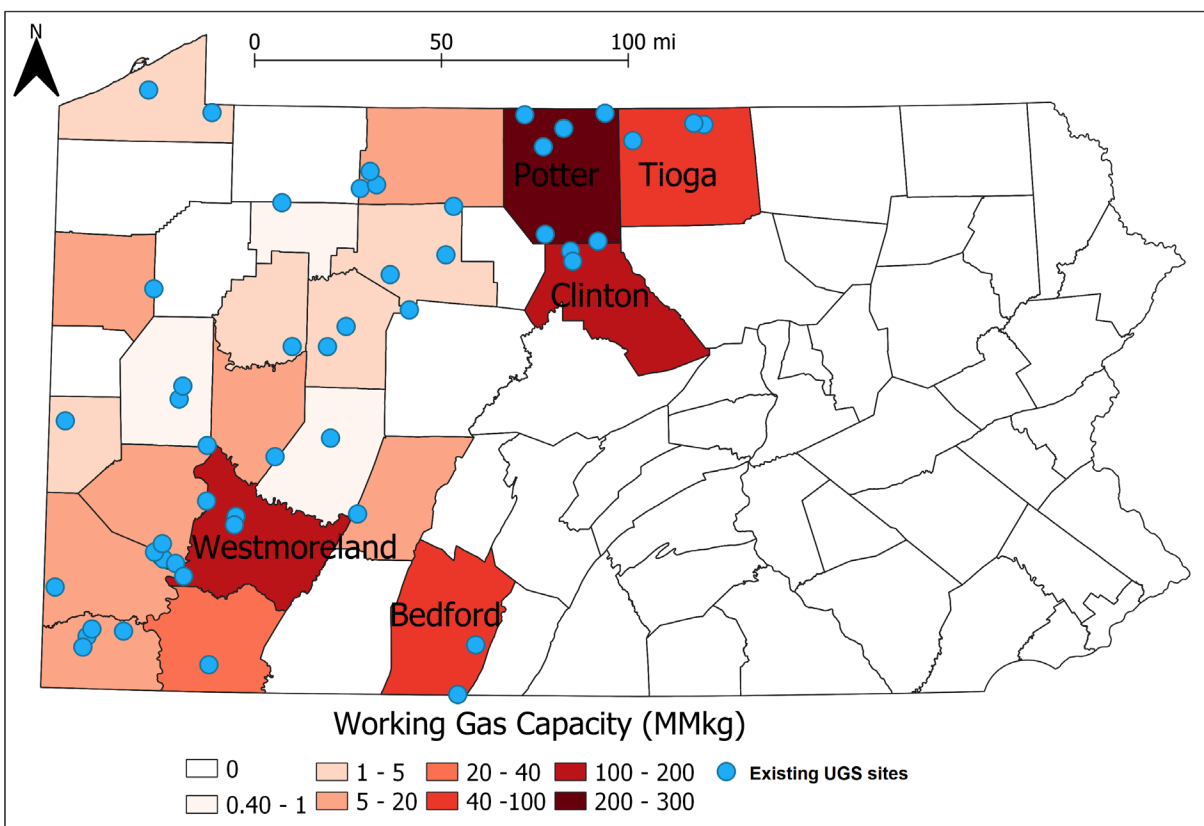 N
0 50 100 mi
Potter Tioga
Clinton
Westmoreland
Bedford
Working Gas Capacity (MMkg)
0 1 - 5 20 - 40 100 - 200 Existing UGS sites
0.40 - 1 5 - 20 40 -100 200 - 300